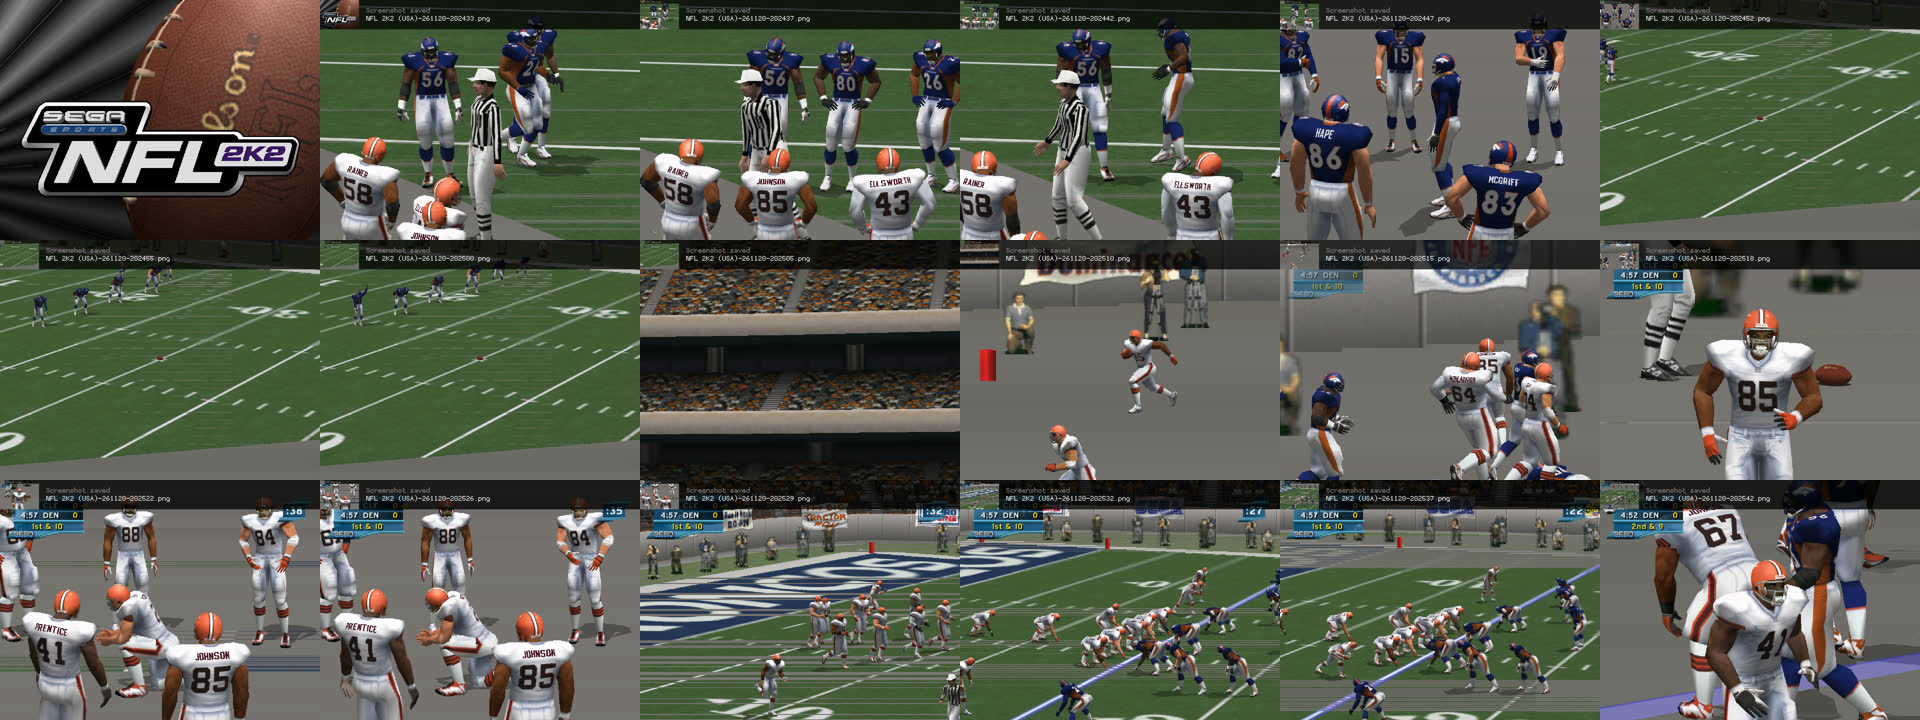 Wilson
SEGA
SPORTS
NFL 2K2
Screenshot saved
NFL 2K2 (USA)-261120-202433.png
56
21
RAINER
58
JOHNSON
Screenshot saved
NFL 2K2 (USA)-261120-202437.png
56
80
26
RAINER
58
JOHNSON
85
ELLSWORTH
43
Screenshot saved
NFL 2K2 (USA)-261120-202442.png
56
RAINER
58
ELLSWORTH
43
Screenshot saved
NFL 2K2 (USA)-261120-202447.png
15
19
HAPE
86
MCGRIFF
83
Screenshot saved
NFL 2K2 (USA)-261120-202452.png
Screenshot saved
NFL 2K2 (USA)-261120-202455.png
Screenshot saved
NFL 2K2 (USA)-261120-202500.png
Screenshot saved
NFL 2K2 (USA)-261120-202505.png
Screenshot saved
NFL 2K2 (USA)-261120-202510.png
Screenshot saved
NFL 2K2 (USA)-261120-202515.png
NFL
4:57 DEN 0
1st & 10
64
85
Screenshot saved
NFL 2K2 (USA)-261120-202518.png
4:57 DEN 0
1st & 10
85
Screenshot saved
NFL 2K2 (USA)-261120-202522.png
4:57 DEN 0
1st & 10
:38
88
84
PRENTICE
41
JOHNSON
85
Screenshot saved
NFL 2K2 (USA)-261120-202526.png
4:57 DEN 0
1st & 10
:35
88
84
PRENTICE
41
JOHNSON
85
Screenshot saved
NFL 2K2 (USA)-261120-202529.png
4:57 DEN 0
1st & 10
:32
Screenshot saved
NFL 2K2 (USA)-261120-202532.png
4:57 DEN 0
1st & 10
SEGA
:27
Screenshot saved
NFL 2K2 (USA)-261120-202537.png
4:57 DEN 0
1st & 10
:22
Screenshot saved
NFL 2K2 (USA)-261120-202542.png
4:52 DEN 0
2nd & 9
67
41